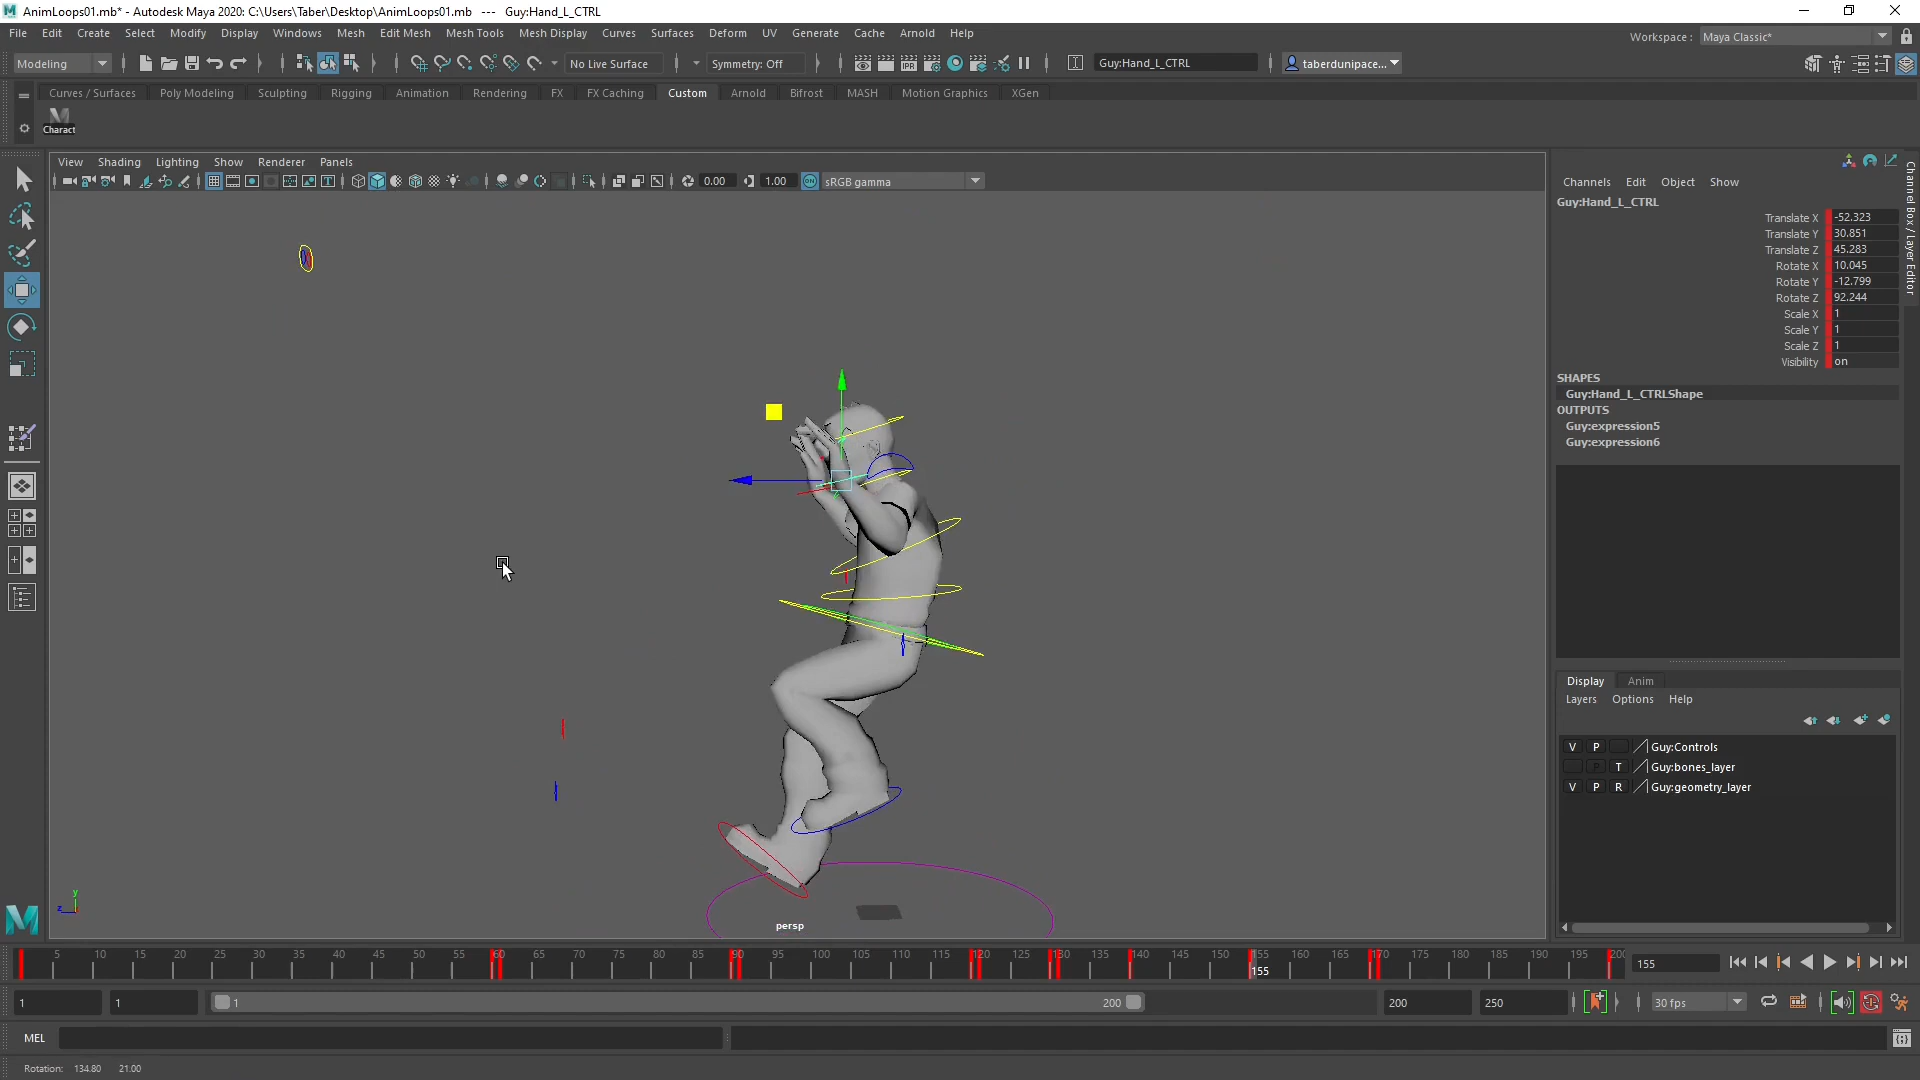 AnimLoops01.mb* - Autodesk Maya 2020: C:\Users\Taber\Desktop\AnimLoops01.mb --- Guy:Hand_L_CTRL
File Edit Create Select Modify Display Windows Mesh Edit Mesh Mesh Tools Mesh Display Curves Surfaces Deform UV Generate Cache Arnold Help
Workspace : Maya Classic*
Modeling No Live Surface Symmetry: Off Guy:Hand_L_CTRL taberdunipace...
Curves / Surfaces Poly Modeling Sculpting Rigging Animation Rendering FX FX Caching Custom Arnold Bifrost MASH Motion Graphics XGen
Charact
View Shading Lighting Show Renderer Panels
0.00 1.00 ON sRGB gamma
Channels Edit Object Show
Guy:Hand_L_CTRL
Translate X -52.323
Translate Y 30.851
Translate Z 45.283
Rotate X 10.045
Rotate Y -12.799
Rotate Z 92.244
Scale X 1
Scale Y 1
Scale Z 1
Visibility on
SHAPES
Guy:Hand_L_CTRLShape
OUTPUTS
Guy:expression5
Guy:expression6
Channel Box / Layer Editor
Display Anim
Layers Options Help
V P Guy:Controls
P T Guy:bones_layer
V P R Guy:geometry_layer
y
z
persp
5 10 15 20 25 30 35 40 45 50 55 60 65 70 75 80 85 90 95 100 105 110 115 120 125 130 135 140 145 150 155 160 165 170 175 180 185 190 195 200
155
155
1 1 1 200 200 250 30 fps
MEL
Rotation: 134.80 21.00